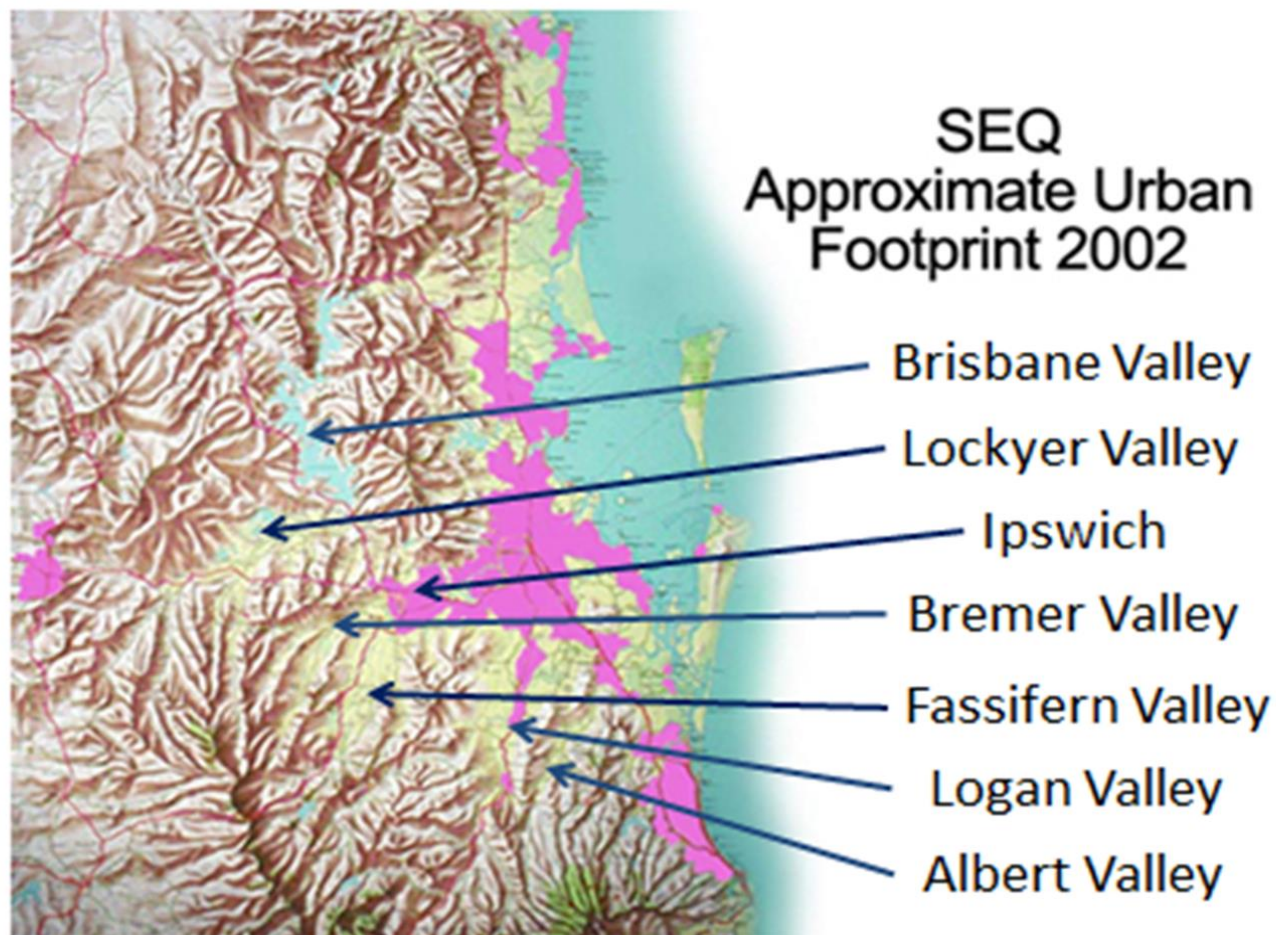 SEQ
Approximate Urban
Footprint 2002
Brisbane Valley
Lockyer Valley
Ipswich
Bremer Valley
Fassifern Valley
Logan Valley
Albert Valley